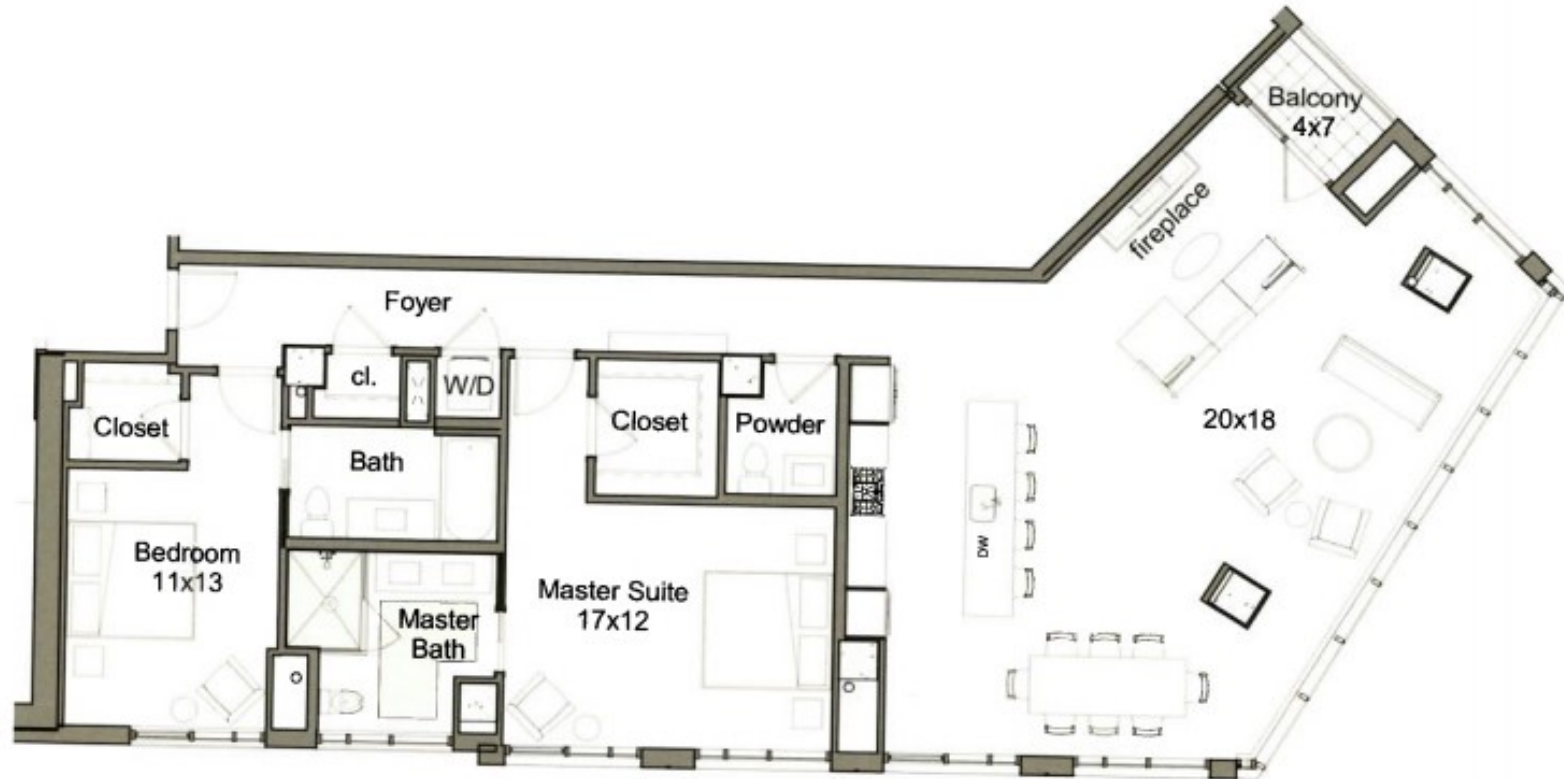 Balcony
4x7
fireplace
Foyer
cl.
W/D
Closet
Closet
Powder
20x18
Bath
DW
Bedroom
11x13
Master Suite
17x12
Master
Bath